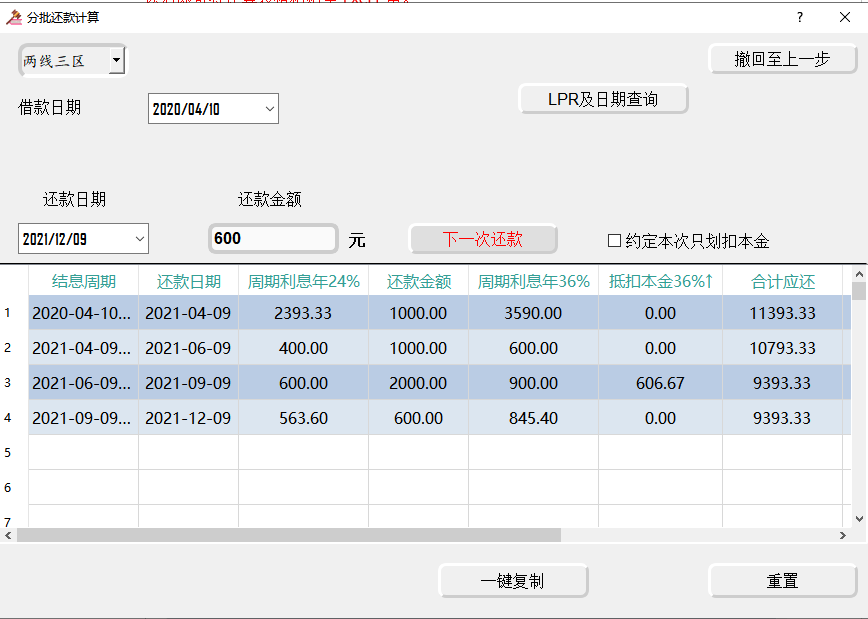 分批还款计算
两线三区
撤回至上一步
借款日期
2020/04/10
LPR及日期查询
还款日期 还款金额
2021/12/09
600 元
下一次还款
约定本次只划扣本金
结息周期 还款日期 周期利息年24% 还款金额 周期利息年36% 抵扣本金36%↑ 合计应还
1 2020-04-10... 2021-04-09 2393.33 1000.00 3590.00 0.00 11393.33
2 2021-04-09... 2021-06-09 400.00 1000.00 600.00 0.00 10793.33
3 2021-06-09... 2021-09-09 600.00 2000.00 900.00 606.67 9393.33
4 2021-09-09... 2021-12-09 563.60 600.00 845.40 0.00 9393.33
5
6
7
一键复制
重置